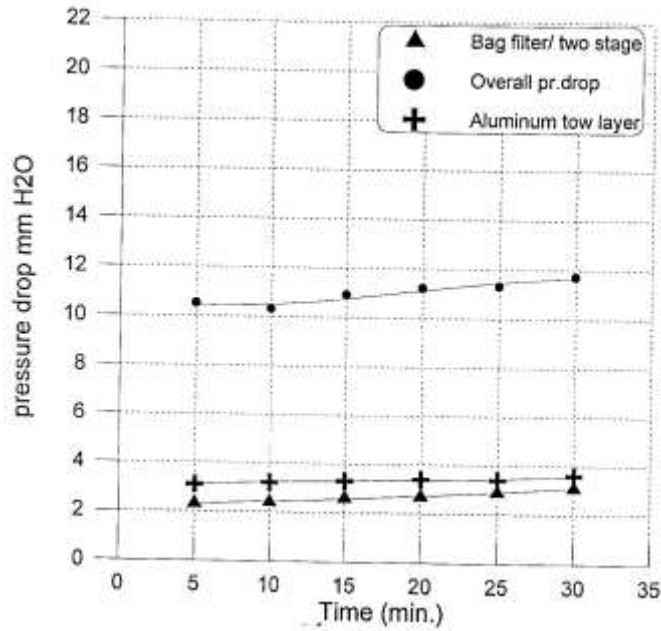 22
20
18
16
14
12
10
8
6
4
2
0
pressure drop mm H2O
Bag filter/ two stage
Overall pr.drop
Aluminum tow layer
0 5 10 15 20 25 30 35
Time (min.)